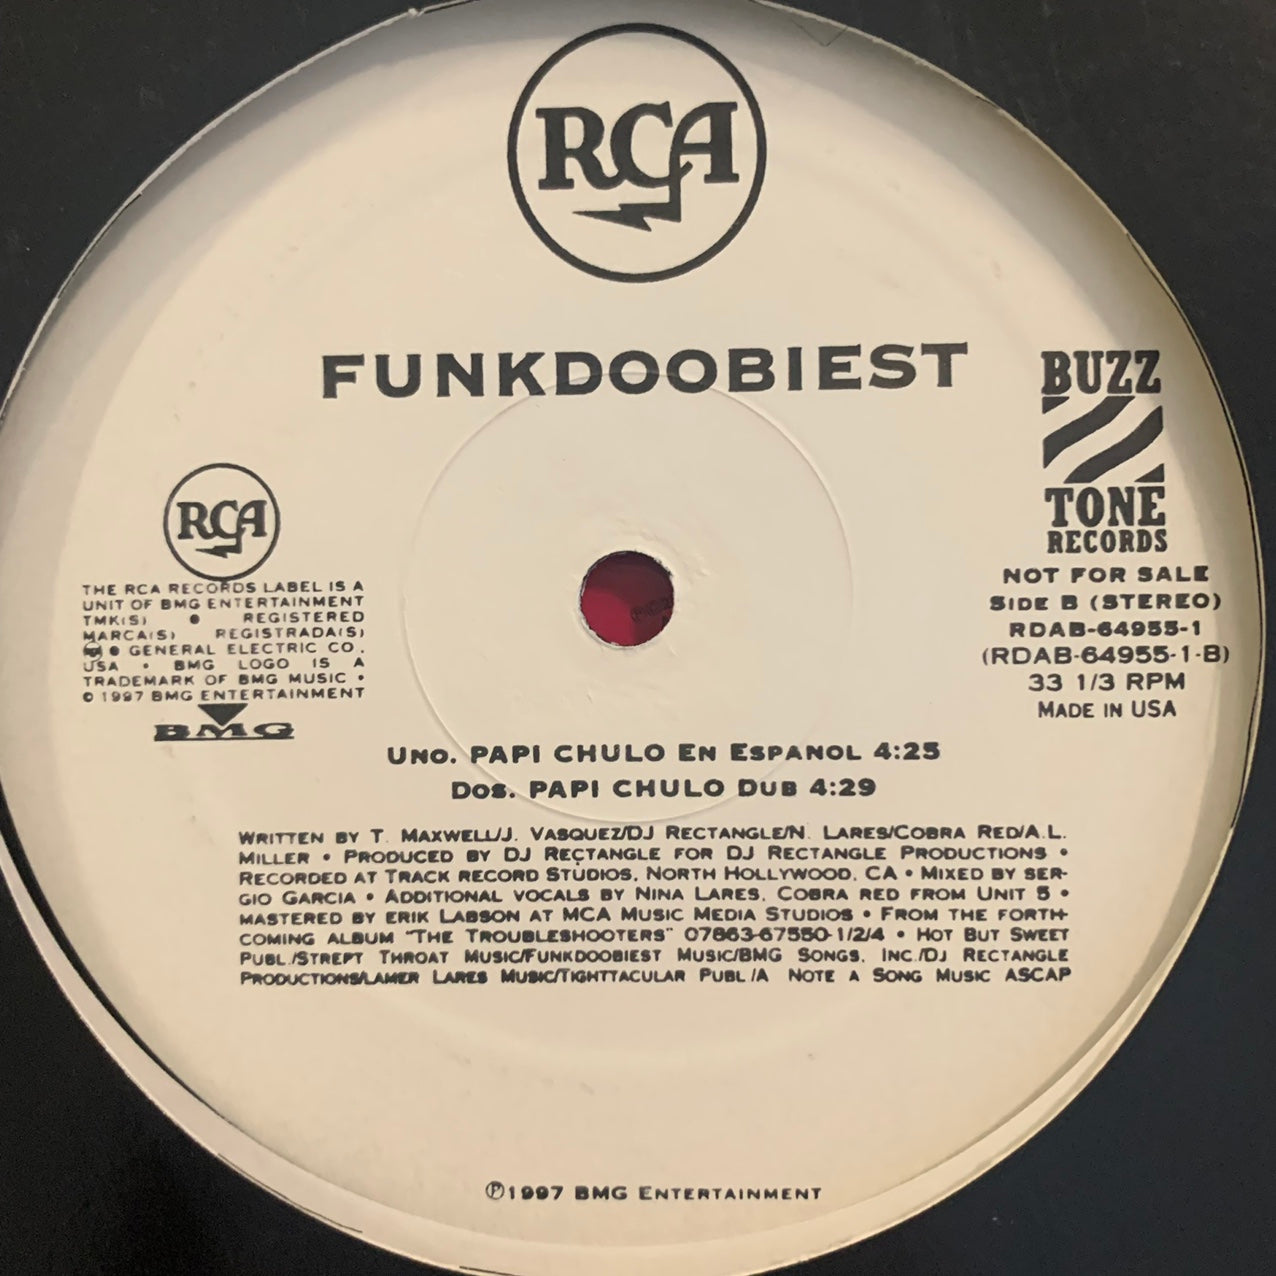 RCA
FUNKDOOBIEST
BUZZ
TONE
RECORDS
RCA
THE RCA RECORDS LABEL IS A
UNIT OF BMG ENTERTAINMENT
TMK(S) ® REGISTERED
MARCA(S) REGISTRADA(S)
® GENERAL ELECTRIC CO.
USA • BMG LOGO IS A
TRADEMARK OF BMG MUSIC •
© 1997 BMG ENTERTAINMENT
BMG
NOT FOR SALE
SIDE B (STEREO)
RDAB-64955-1
(RDAB-64955-1-B)
33 1/3 RPM
MADE IN USA
UNO. PAPI CHULO EN ESPANOL 4:25
DOS. PAPI CHULO DUB 4:29
WRITTEN BY T. MAXWELL/J. VASQUEZ/DJ RECTANGLE/N. LARES/COBRA RED/A.L.
MILLER • PRODUCED BY DJ RECTANGLE FOR DJ RECTANGLE PRODUCTIONS •
RECORDED AT TRACK RECORD STUDIOS, NORTH HOLLYWOOD, CA • MIXED BY SER-
GIO GARCIA • ADDITIONAL VOCALS BY NINA LARES, COBRA RED FROM UNIT 5 •
MASTERED BY ERIK LABSON AT MCA MUSIC MEDIA STUDIOS • FROM THE FORTH-
COMING ALBUM "THE TROUBLESHOOTERS" 07863-67550-1/2/4 • HOT BUT SWEET
PUBL./STREPT THROAT MUSIC/FUNKDOOBIEST MUSIC/BMG SONGS, INC./DJ RECTANGLE
PRODUCTIONS/LAMER LARES MUSIC/TIGHTTACULAR PUBL./A NOTE A SONG MUSIC ASCAP
℗1997 BMG ENTERTAINMENT